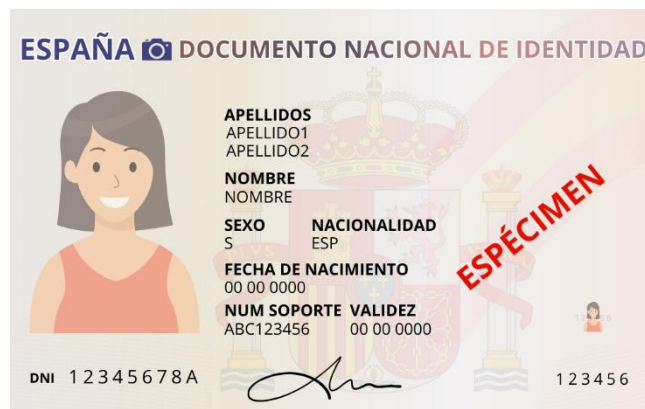 ESPAÑA DOCUMENTO NACIONAL DE IDENTIDAD
APELLIDOS
APELLIDO1
APELLIDO2
NOMBRE
NOMBRE
SEXO NACIONALIDAD
S ESP
FECHA DE NACIMIENTO
00 00 0000
NUM SOPORTE VALIDEZ
ABC123456 00 00 0000
ESPÉCIMEN
DNI 12345678A
123456